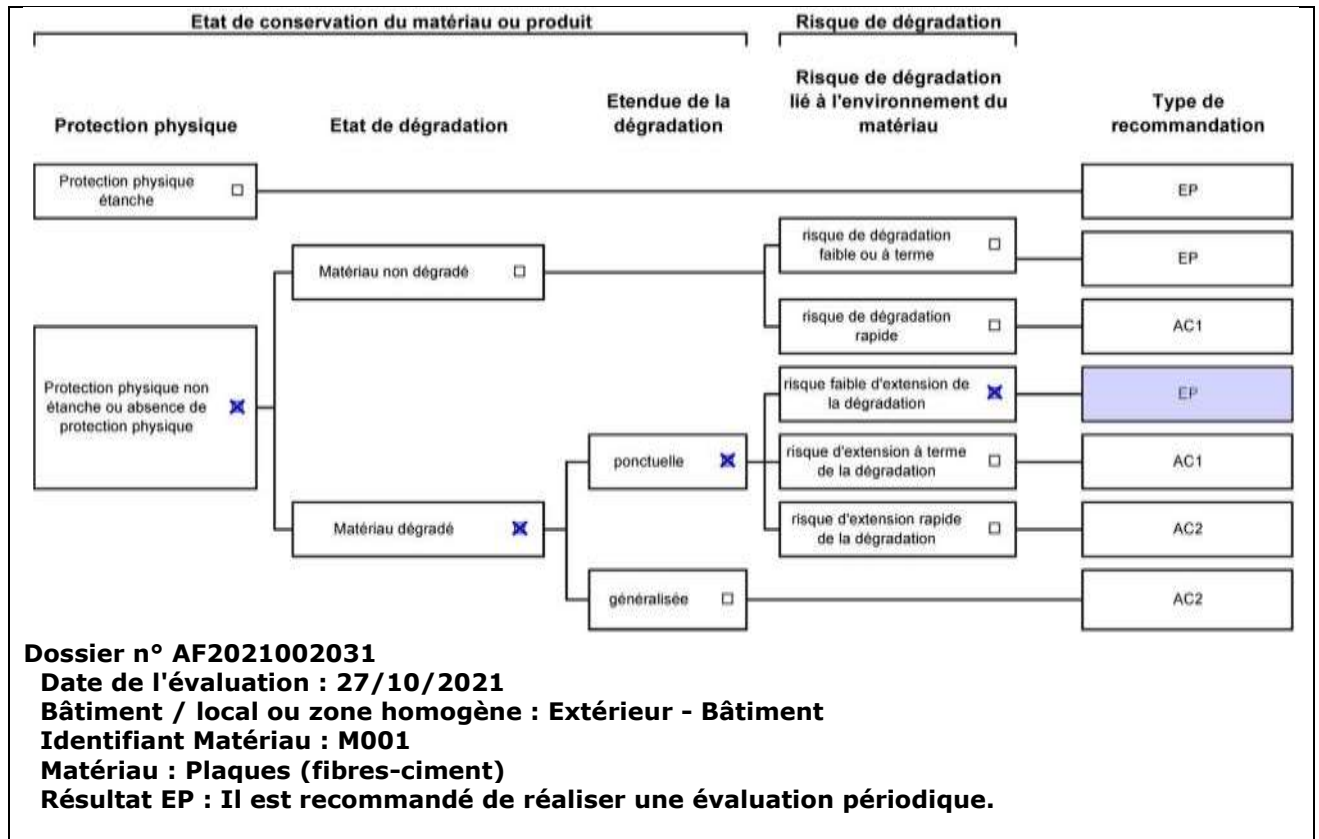 Etat de conservation du matériau ou produit
Risque de dégradation
Protection physique
Etat de dégradation
Etendue de la
dégradation
Risque de dégradation
lié à l'environnement du
matériau
Type de
recommandation
Protection physique
étanche
EP
Matériau non dégradé
risque de dégradation
faible ou à terme
EP
risque de dégradation
rapide
AC1
Protection physique non
étanche ou absence de
protection physique
risque faible d'extension de
la dégradation
EP
ponctuelle
risque d'extension à terme
de la dégradation
AC1
Matériau dégradé
risque d'extension rapide
de la dégradation
AC2
généralisée
AC2
Dossier n° AF2021002031
Date de l'évaluation : 27/10/2021
Bâtiment / local ou zone homogène : Extérieur - Bâtiment
Identifiant Matériau : M001
Matériau : Plaques (fibres-ciment)
Résultat EP : Il est recommandé de réaliser une évaluation périodique.